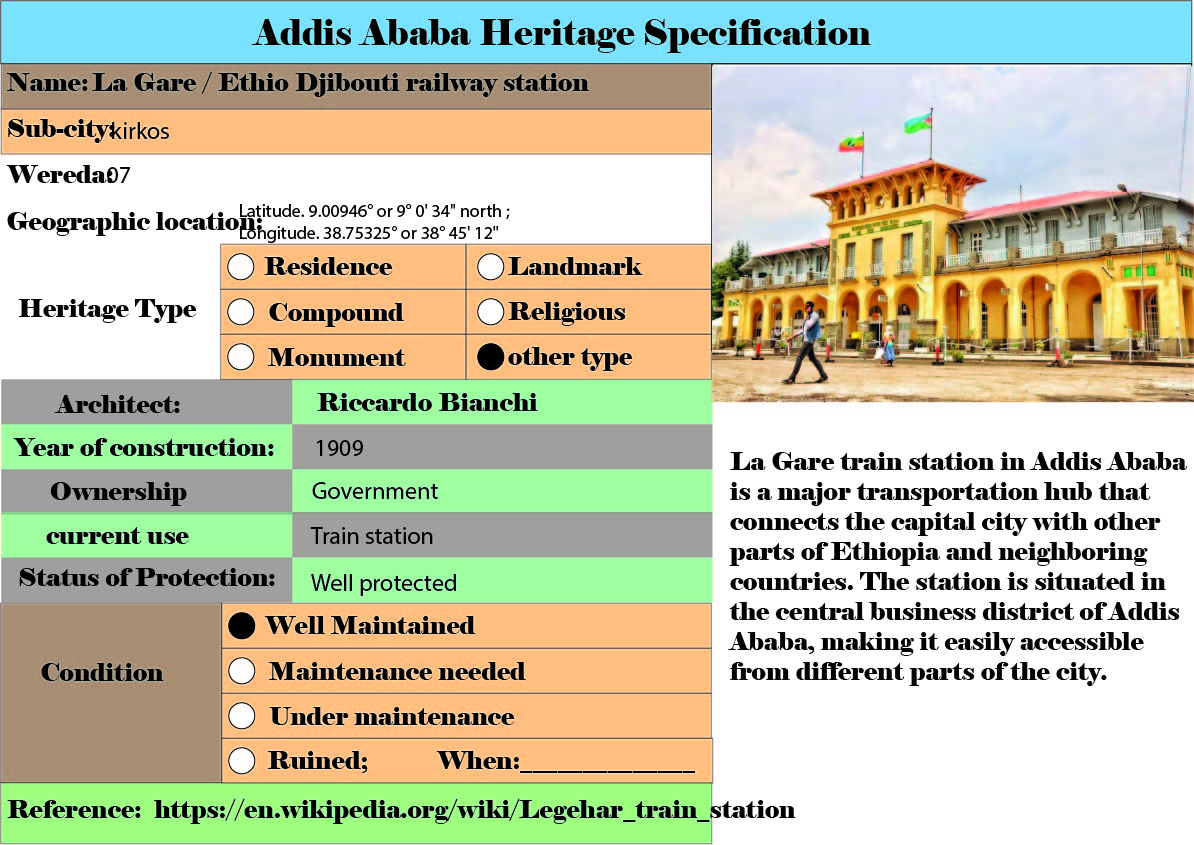 Addis Ababa Heritage Specification
Name: La Gare / Ethio Djibouti railway station
Sub-city: kirkos
Wereda: 07
Geographic location: Latitude. 9.00946° or 9° 0' 34" north ;
Longitude. 38.75325° or 38° 45' 12"
Heritage Type
Residence
Landmark
Compound
Religious
Monument
other type
Architect: Riccardo Bianchi
Year of construction: 1909
Ownership Government
current use Train station
Status of Protection: Well protected
Condition
Well Maintained
Maintenance needed
Under maintenance
Ruined; When:______________
Reference: https://en.wikipedia.org/wiki/Legehar_train_station
La Gare train station in Addis Ababa
is a major transportation hub that
connects the capital city with other
parts of Ethiopia and neighboring
countries. The station is situated in
the central business district of Addis
Ababa, making it easily accessible
from different parts of the city.